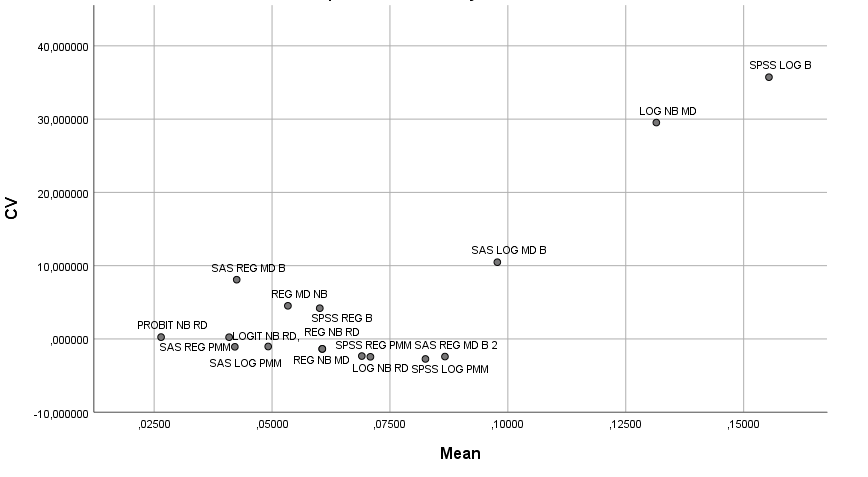 40,000000
30,000000
20,000000
10,000000
,000000
-10,000000
CV
SPSS LOG B
LOG NB MD
SAS LOG MD B
SAS REG MD B
REG MD NB
SPSS REG B
PROBIT NB RD
LOGIT NB RD,
REG NB RD
SAS REG PMM
SPSS REG PMM
SAS REG MD B 2
SAS LOG PMM
REG NB MD
LOG NB RD
SPSS LOG PMM
,02500
,05000
,07500
,10000
,12500
,15000
Mean